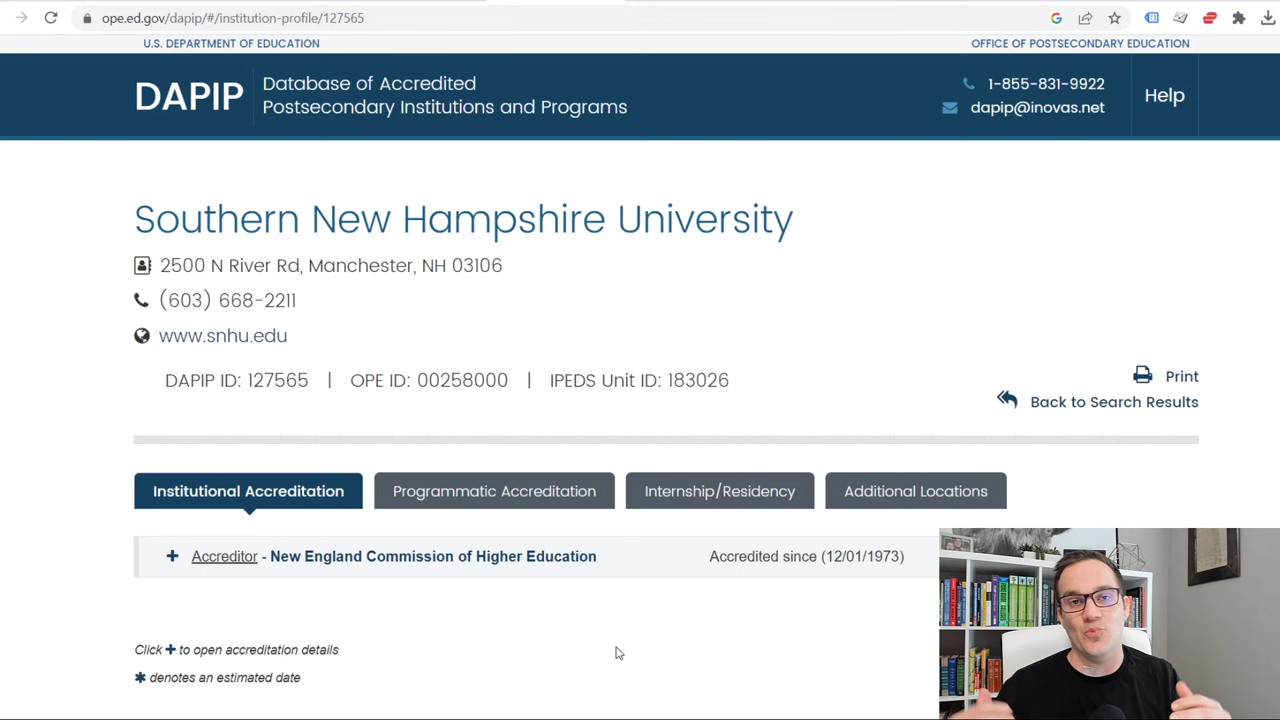 ope.ed.gov/dapip/#/institution-profile/127565
U.S. DEPARTMENT OF EDUCATION
OFFICE OF POSTSECONDARY EDUCATION
DAPIP
Database of Accredited
Postsecondary Institutions and Programs
1-855-831-9922
dapip@inovas.net
Help
Southern New Hampshire University
2500 N River Rd, Manchester, NH 03106
(603) 668-2211
www.snhu.edu
DAPIP ID: 127565 | OPE ID: 00258000 | IPEDS Unit ID: 183026
Print
Back to Search Results
Institutional Accreditation
Programmatic Accreditation
Internship/Residency
Additional Locations
+ Accreditor - New England Commission of Higher Education
Accredited since (12/01/1973)
Click + to open accreditation details
* denotes an estimated date